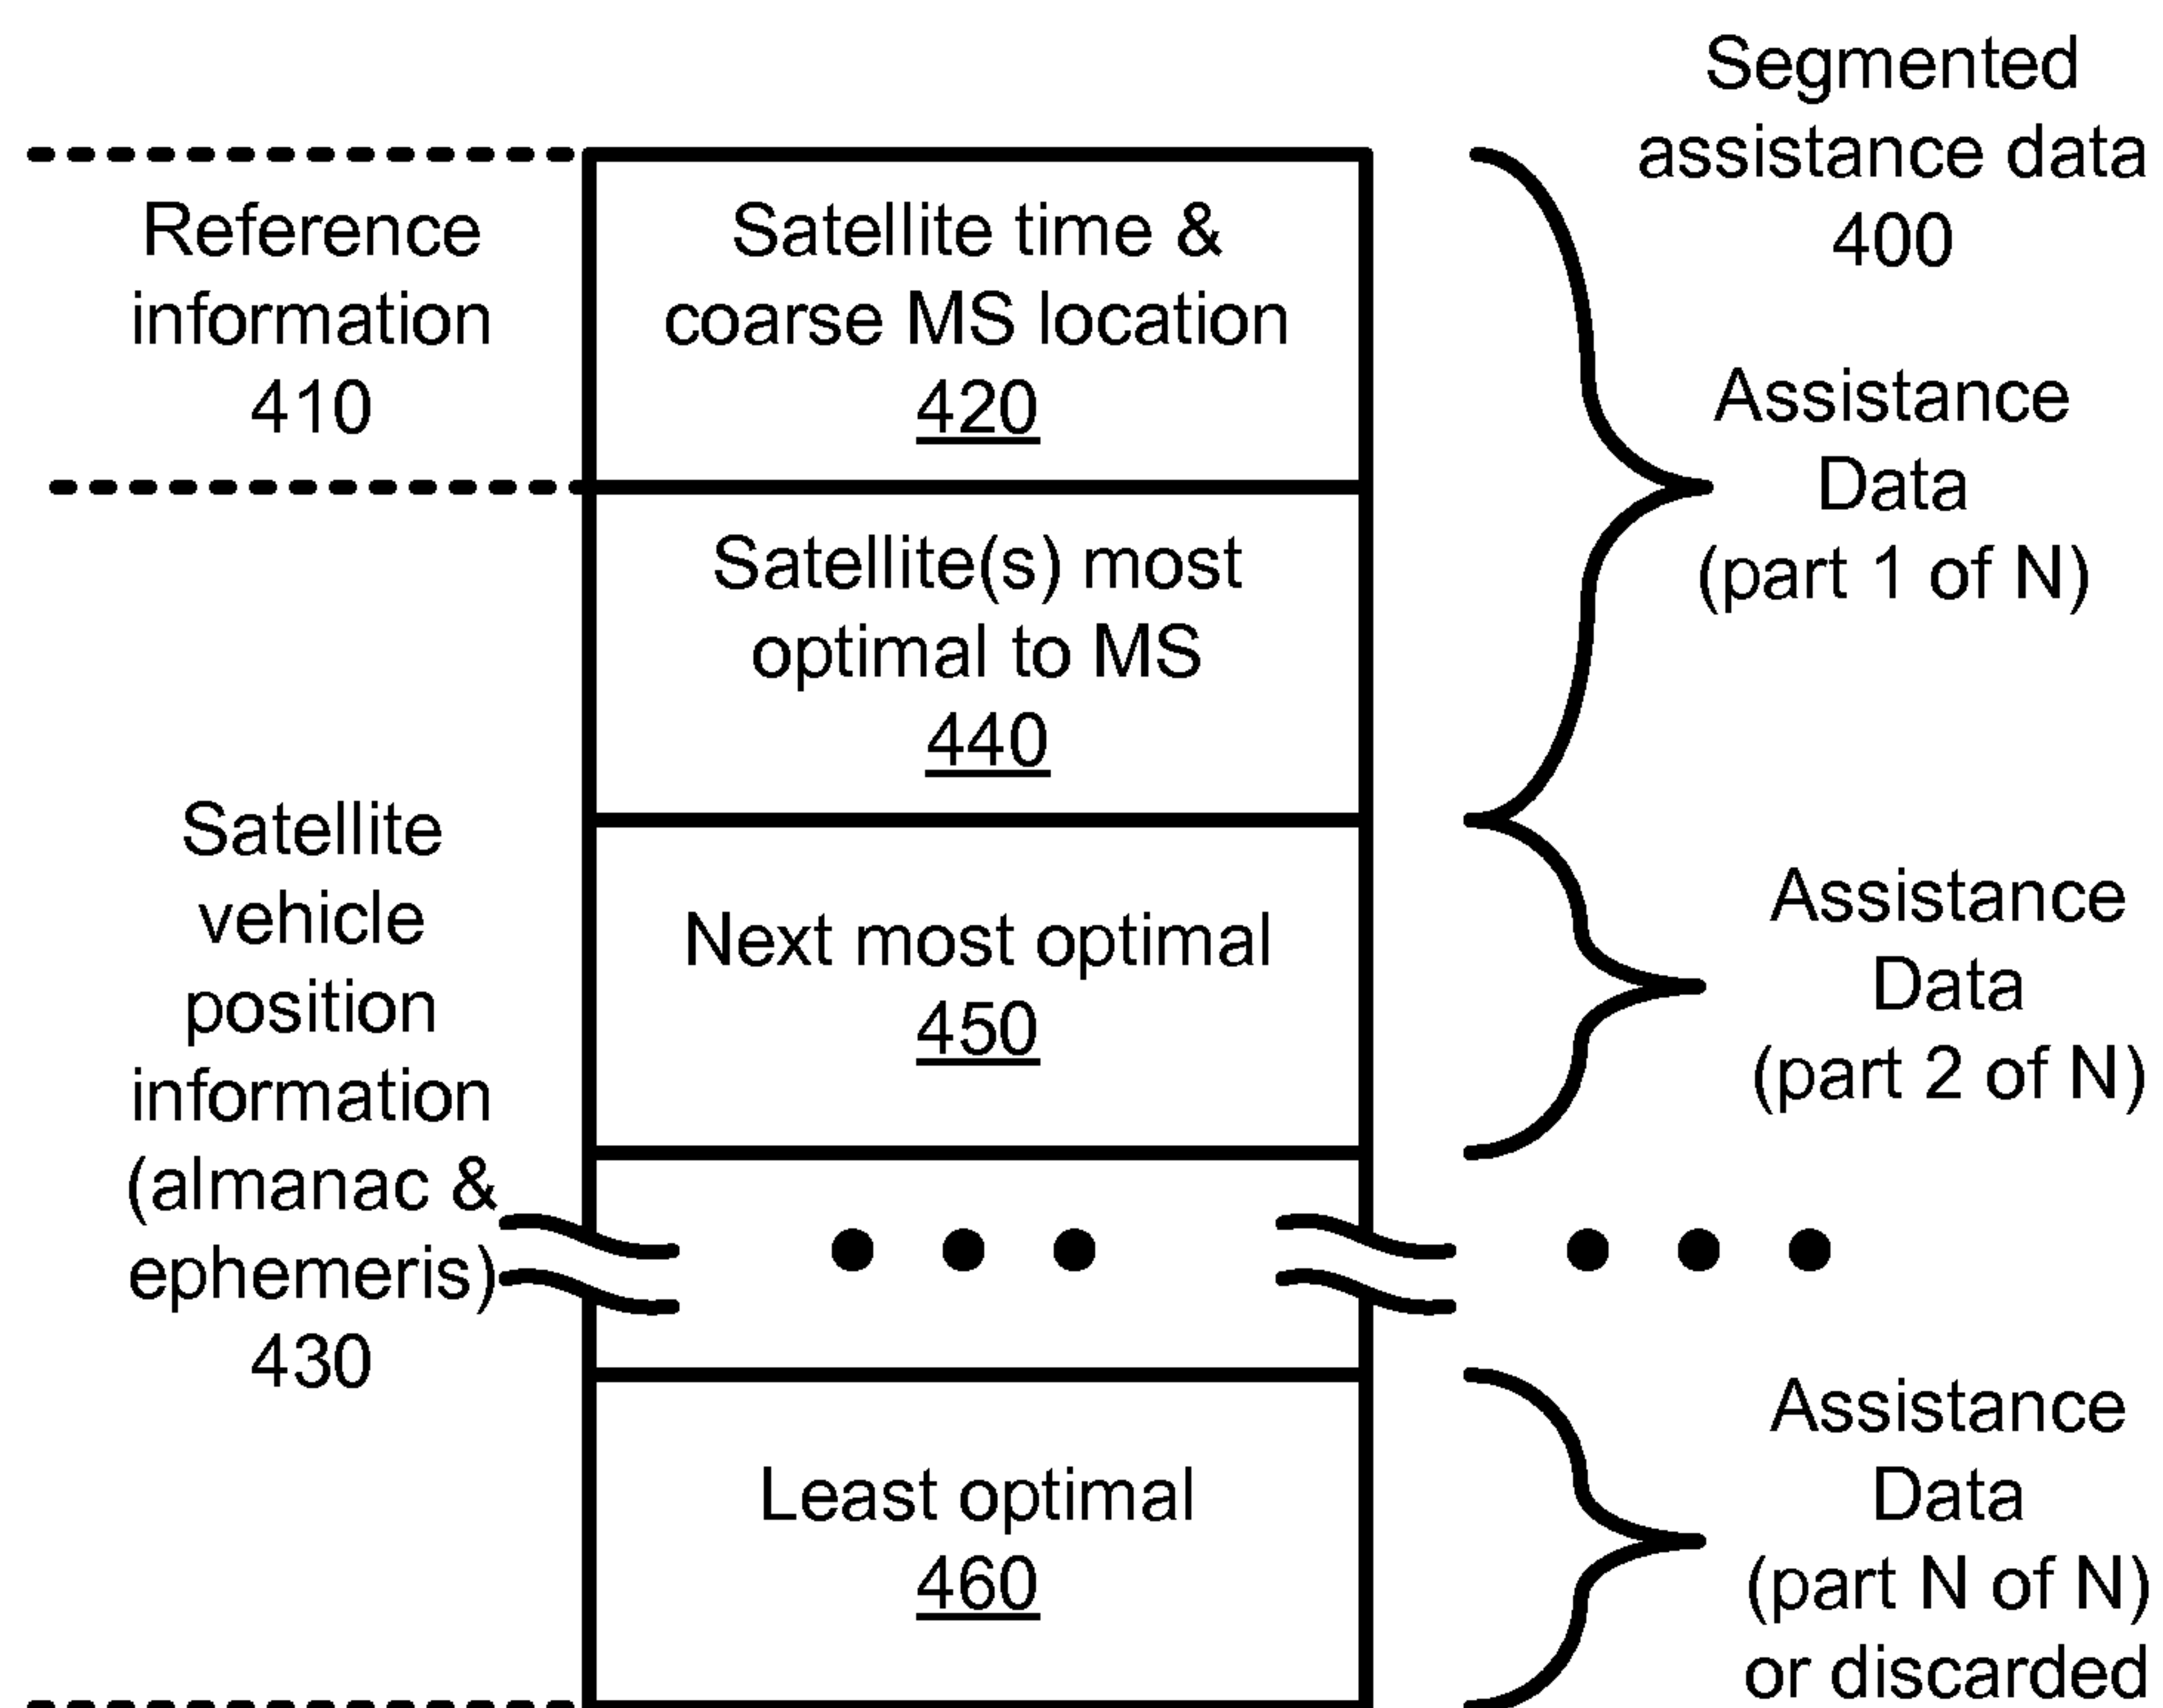 Segmented
assistance data
400
Reference
information
410
Satellite time &
coarse MS location
420
Assistance
Data
(part 1 of N)
Satellite(s) most
optimal to MS
440
Satellite
vehicle
position
information
(almanac &
ephemeris)
430
Next most optimal
450
Assistance
Data
(part 2 of N)
Least optimal
460
Assistance
Data
(part N of N)
or discarded